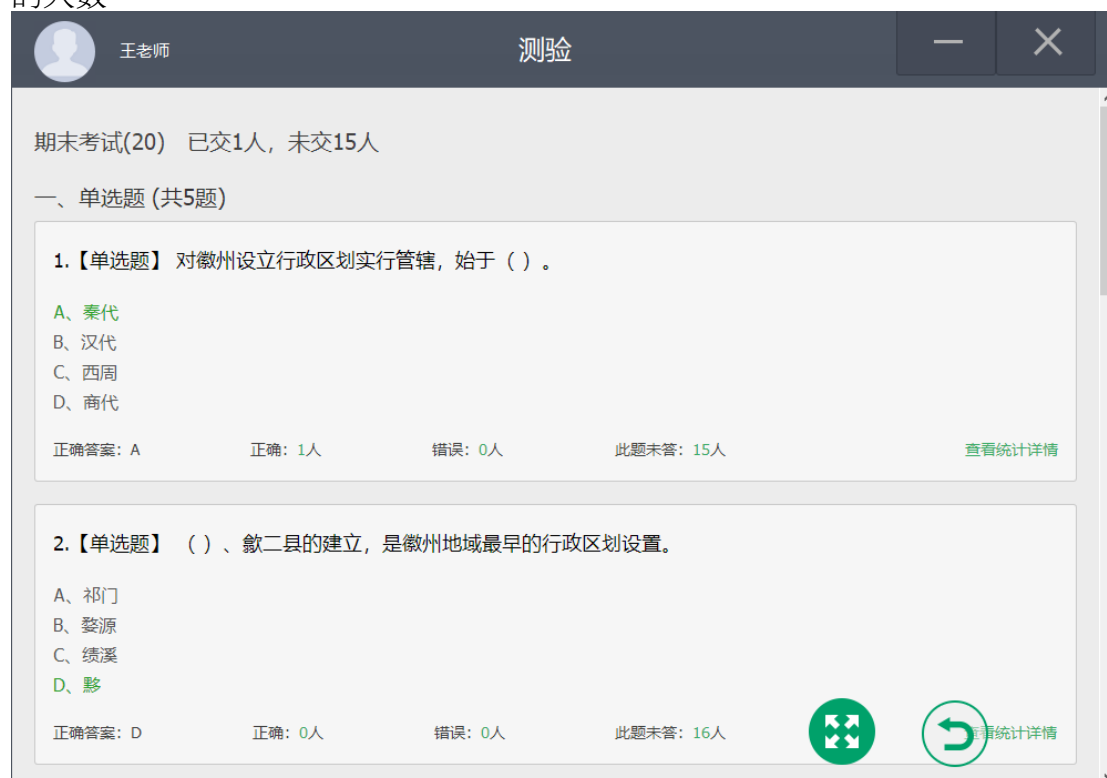 的人数
王老师
测验
期末考试(20) 已交1人，未交15人
一、单选题 (共5题)
1.【单选题】 对徽州设立行政区划实行管辖，始于（ ）。
A、秦代
B、汉代
C、西周
D、商代
正确答案：A 正确：1人 错误：0人 此题未答：15人 查看统计详情
2.【单选题】 （ ）、歙二县的建立，是徽州地域最早的行政区划设置。
A、祁门
B、婺源
C、绩溪
D、黟
正确答案：D 正确：0人 错误：0人 此题未答：16人 查看统计详情